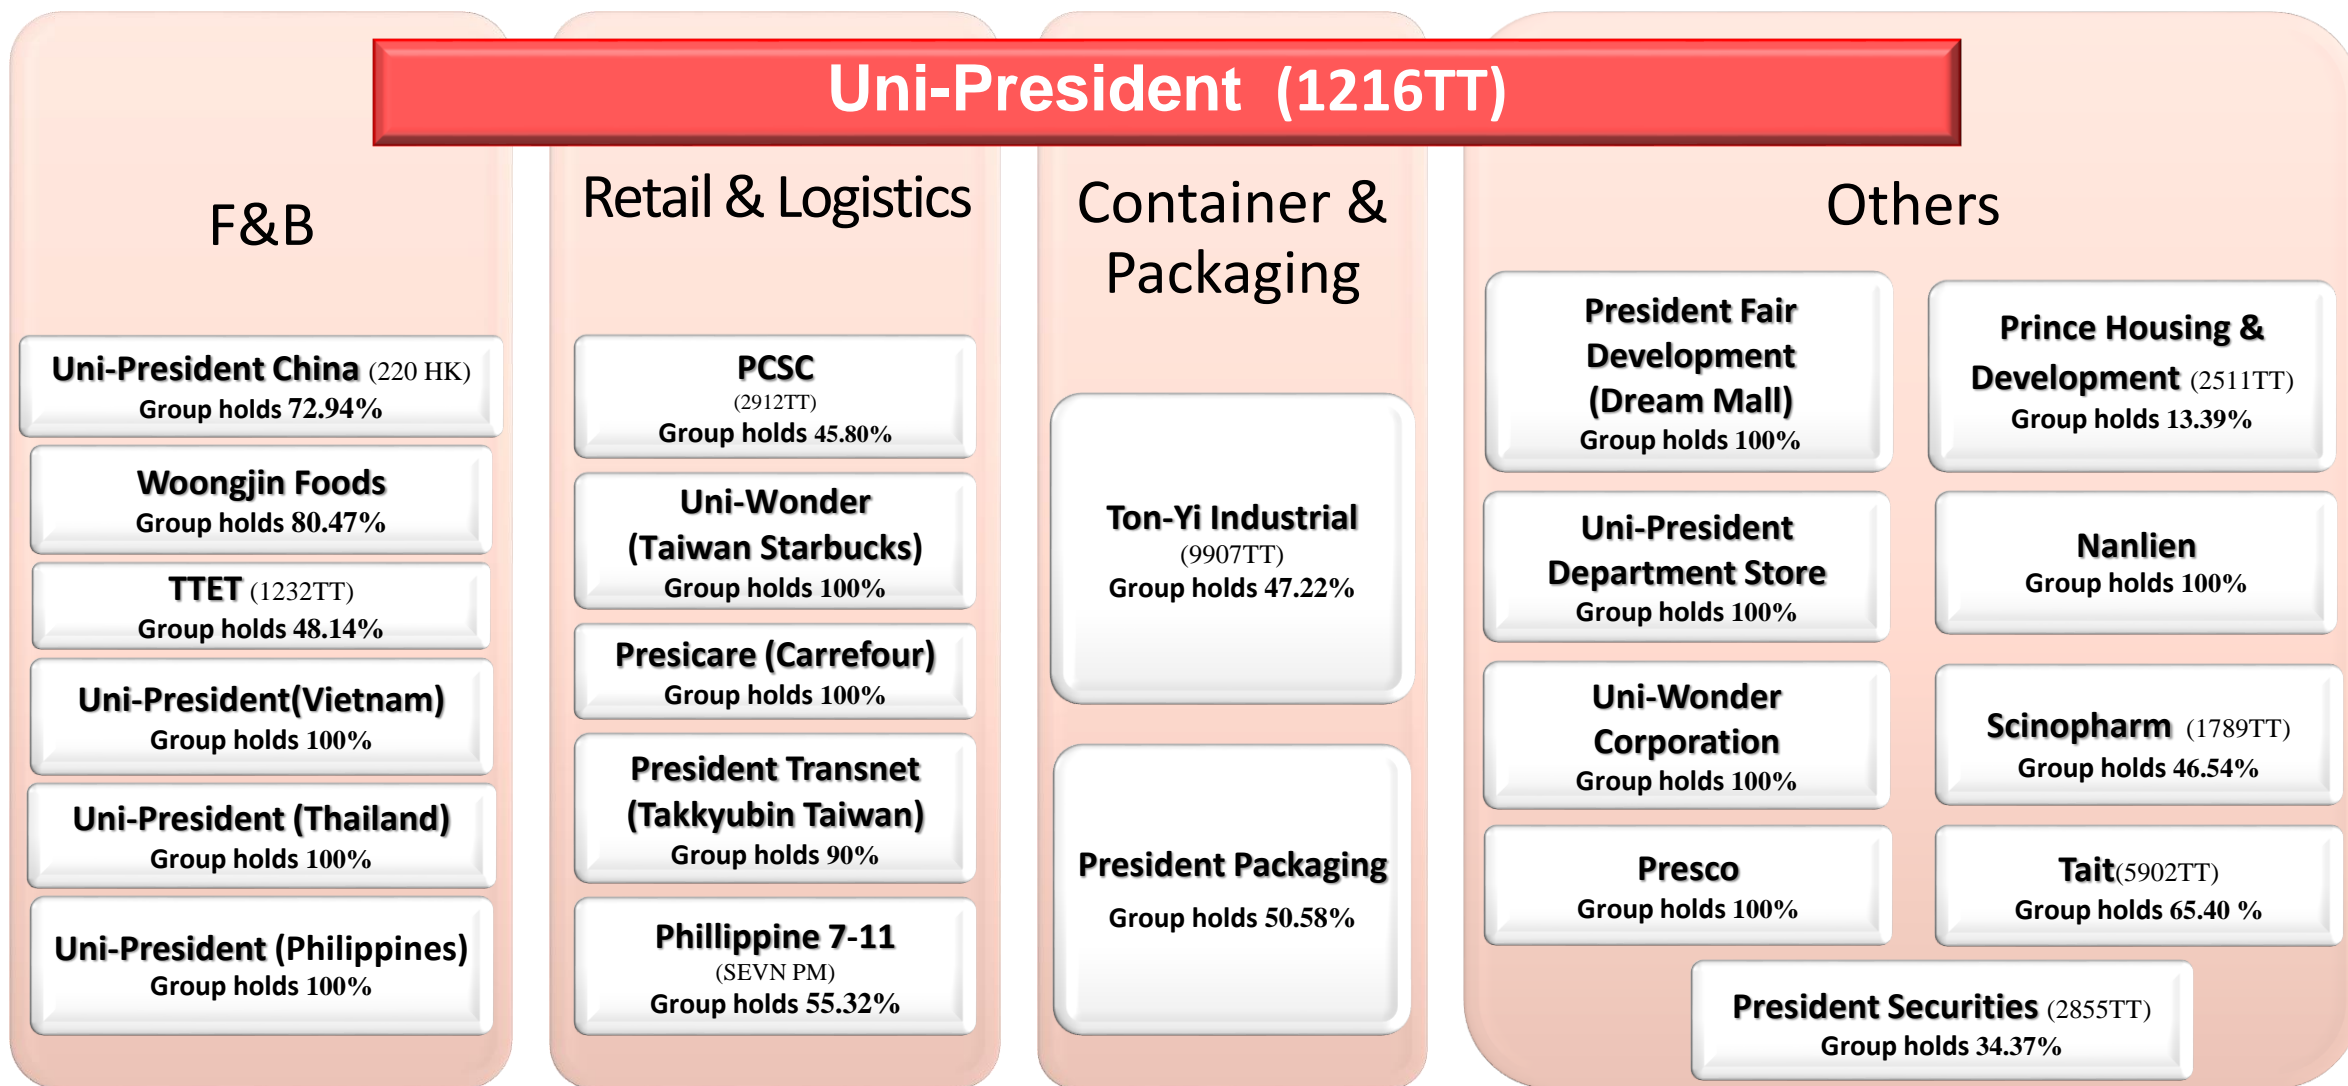 Uni-President (1216TT)
F&B
Uni-President China (220 HK)
Group holds 72.94%
Woongjin Foods
Group holds 80.47%
TTET (1232TT)
Group holds 48.14%
Uni-President(Vietnam)
Group holds 100%
Uni-President (Thailand)
Group holds 100%
Uni-President (Philippines)
Group holds 100%
Retail & Logistics
PCSC
(2912TT)
Group holds 45.80%
Uni-Wonder
(Taiwan Starbucks)
Group holds 100%
Presicare (Carrefour)
Group holds 100%
President Transnet
(Takkyubin Taiwan)
Group holds 90%
Phillippine 7-11
(SEVN PM)
Group holds 55.32%
Container &
Packaging
Ton-Yi Industrial
(9907TT)
Group holds 47.22%
President Packaging
Group holds 50.58%
Others
President Fair
Development
(Dream Mall)
Group holds 100%
Prince Housing &
Development (2511TT)
Group holds 13.39%
Uni-President
Department Store
Group holds 100%
Nanlien
Group holds 100%
Uni-Wonder
Corporation
Group holds 100%
Scinopharm (1789TT)
Group holds 46.54%
Presco
Group holds 100%
Tait(5902TT)
Group holds 65.40 %
President Securities (2855TT)
Group holds 34.37%